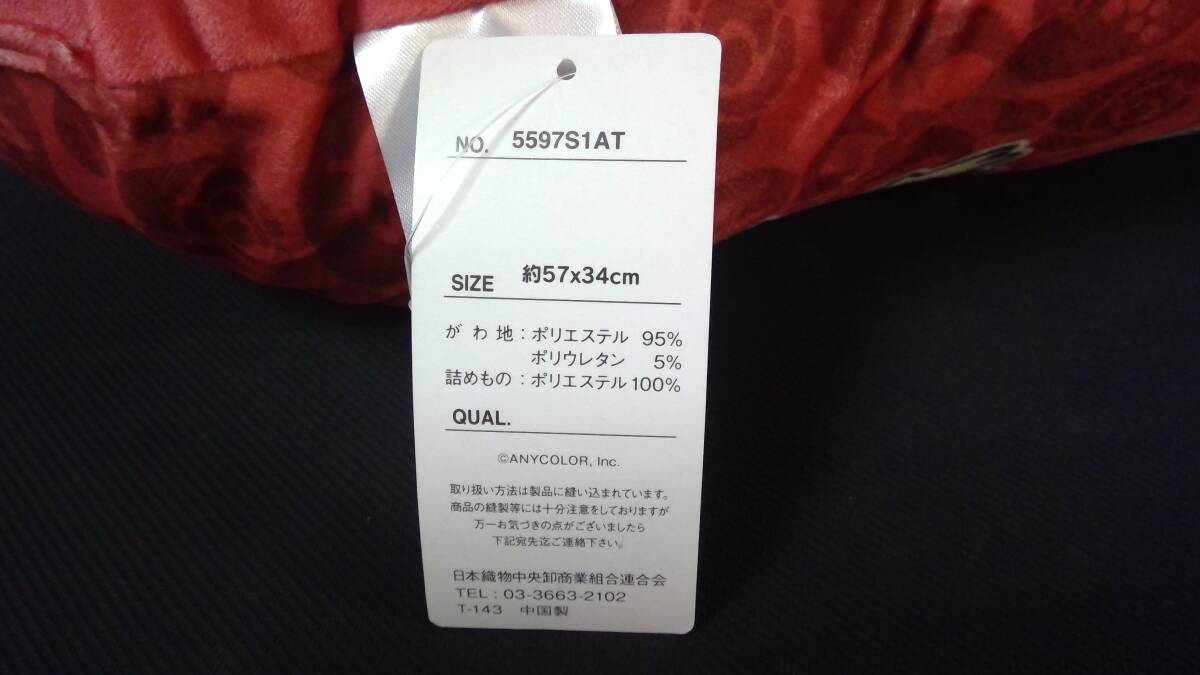 NO. 5597S1AT
SIZE 約57x34cm
がわ地：ポリエステル 95%
ポリウレタン 5%
詰めもの：ポリエステル 100%
QUAL.
©ANYCOLOR, Inc.
取り扱い方法は製品に縫い込まれています。
商品の縫製等には十分注意をしておりますが
万一お気づきの点がございましたら
下記宛先迄ご連絡下さい。
日本織物中央卸商業組合連合会
TEL：03-3663-2102
T-143 中国製